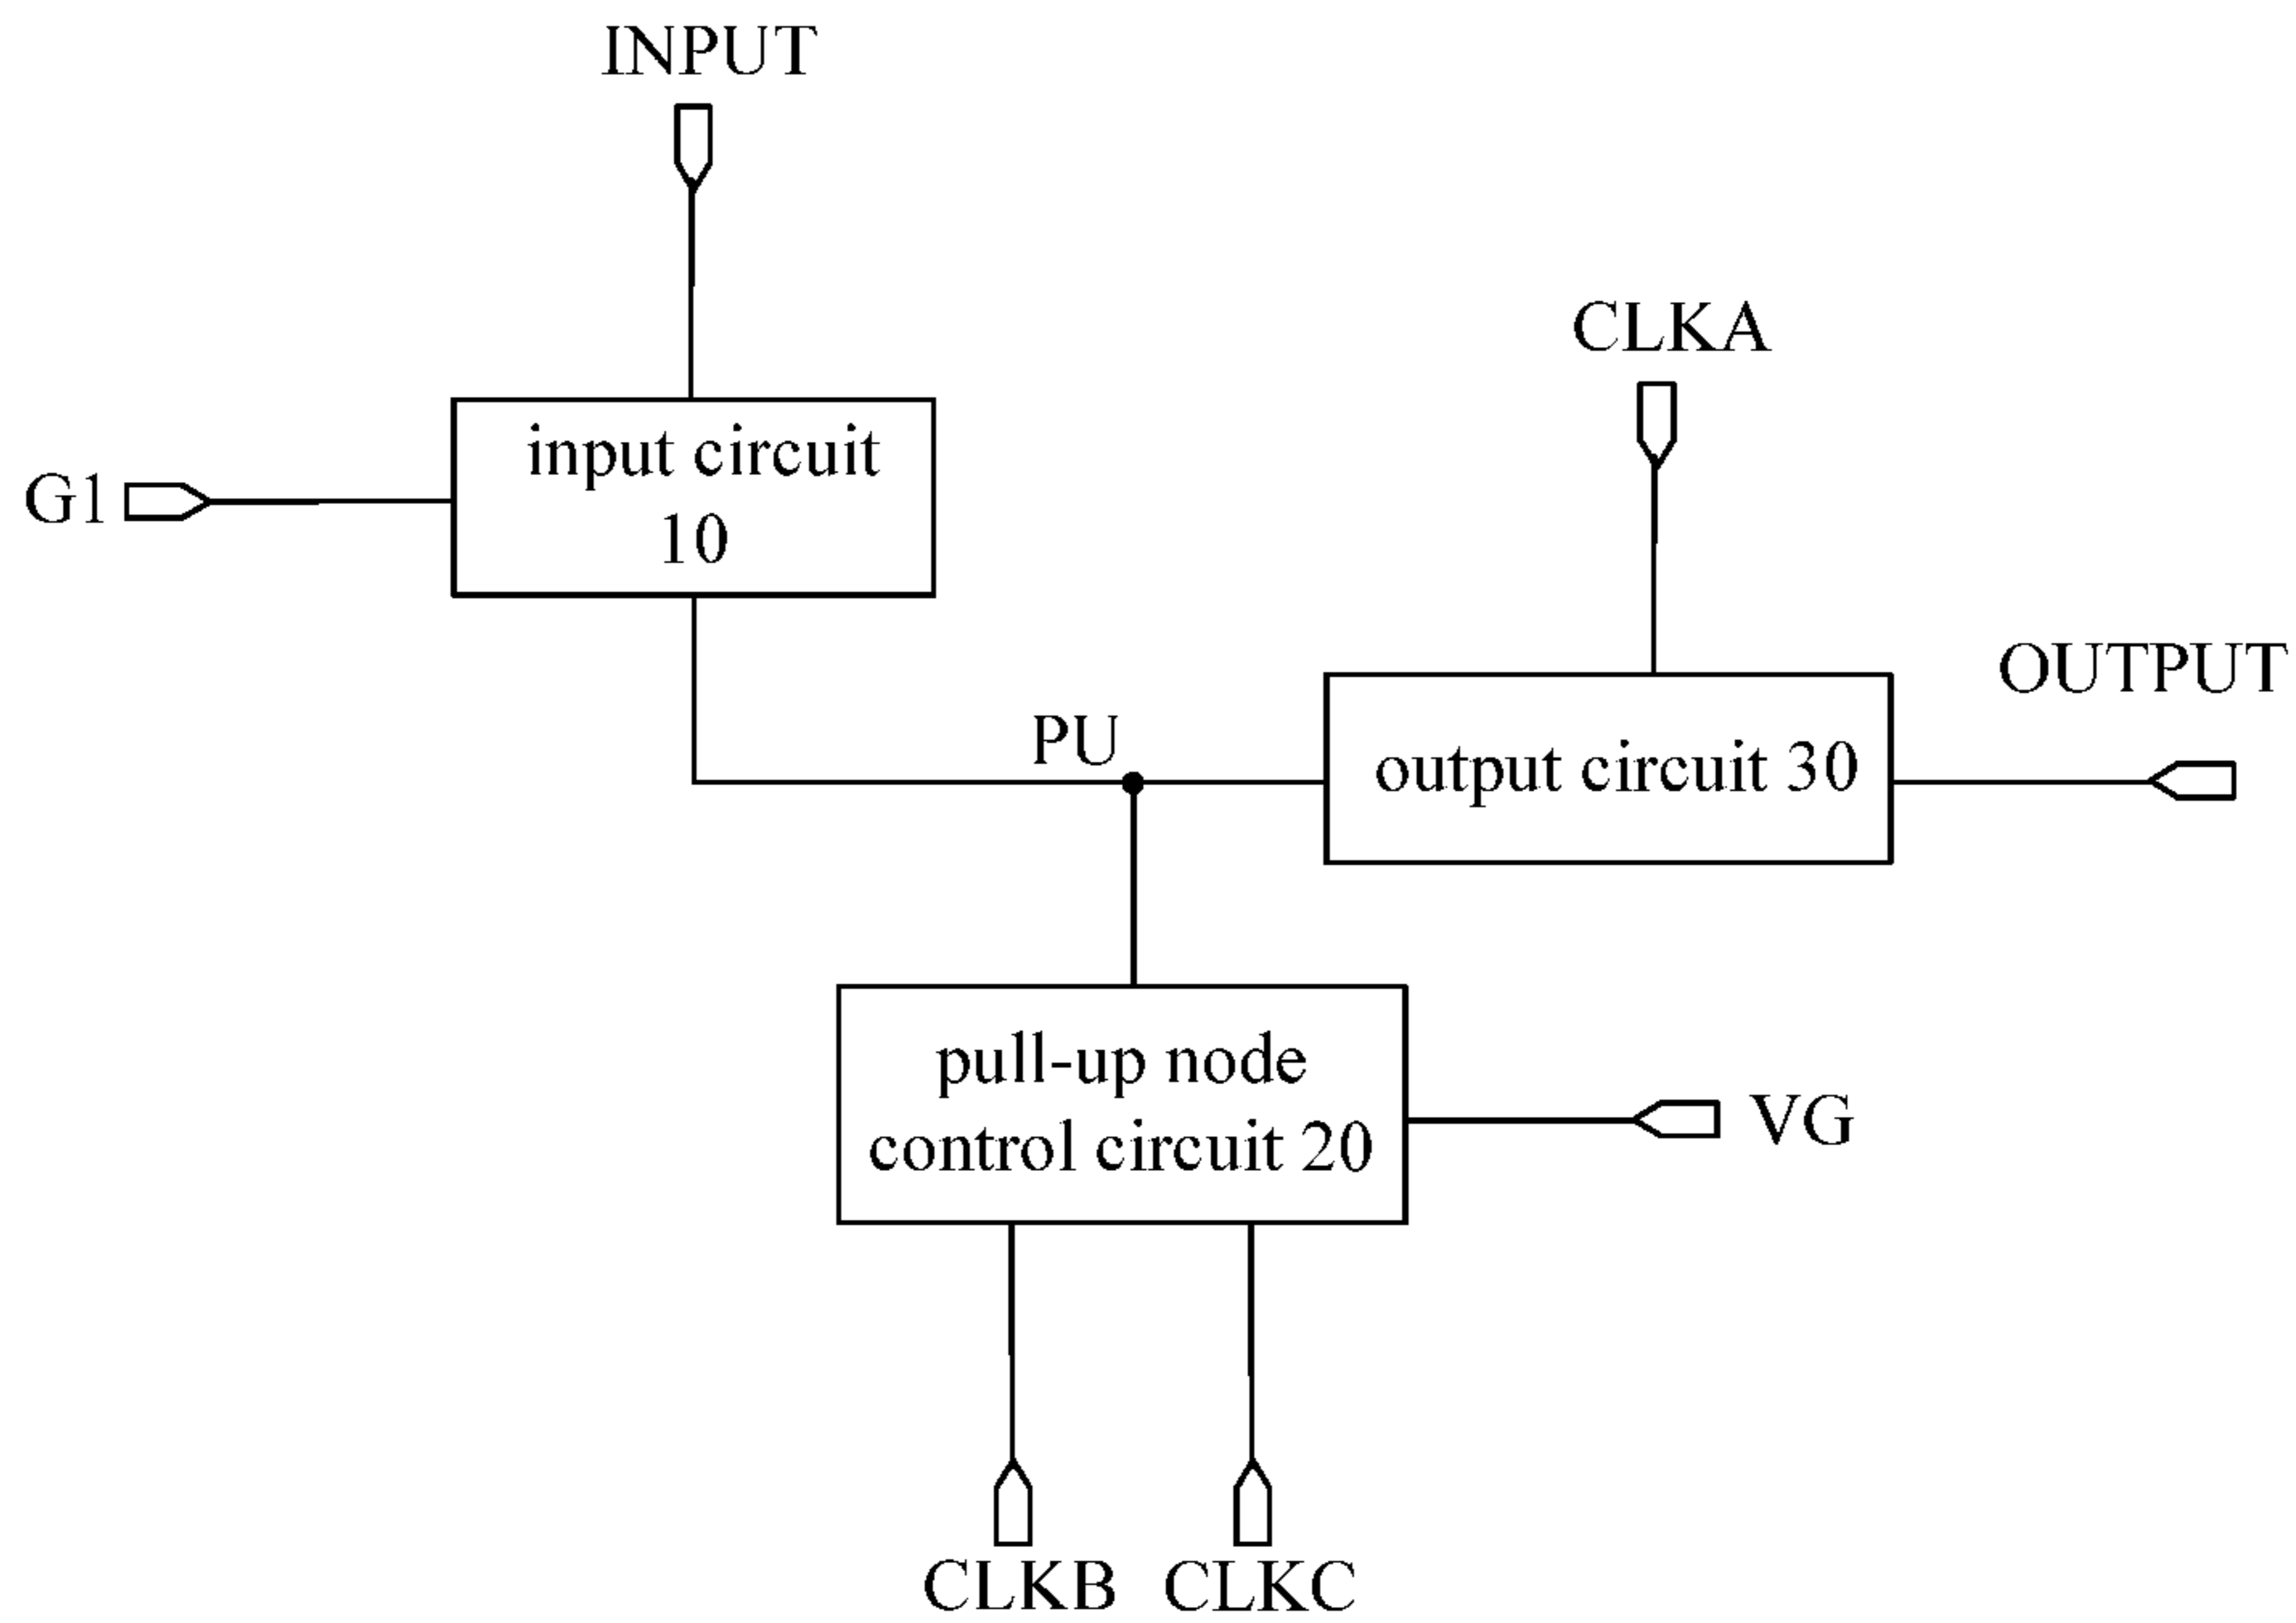 INPUT
CLKA
input circuit
10
G1
OUTPUT
PU
output circuit 30
pull-up node
control circuit 20
VG
CLKB
CLKC